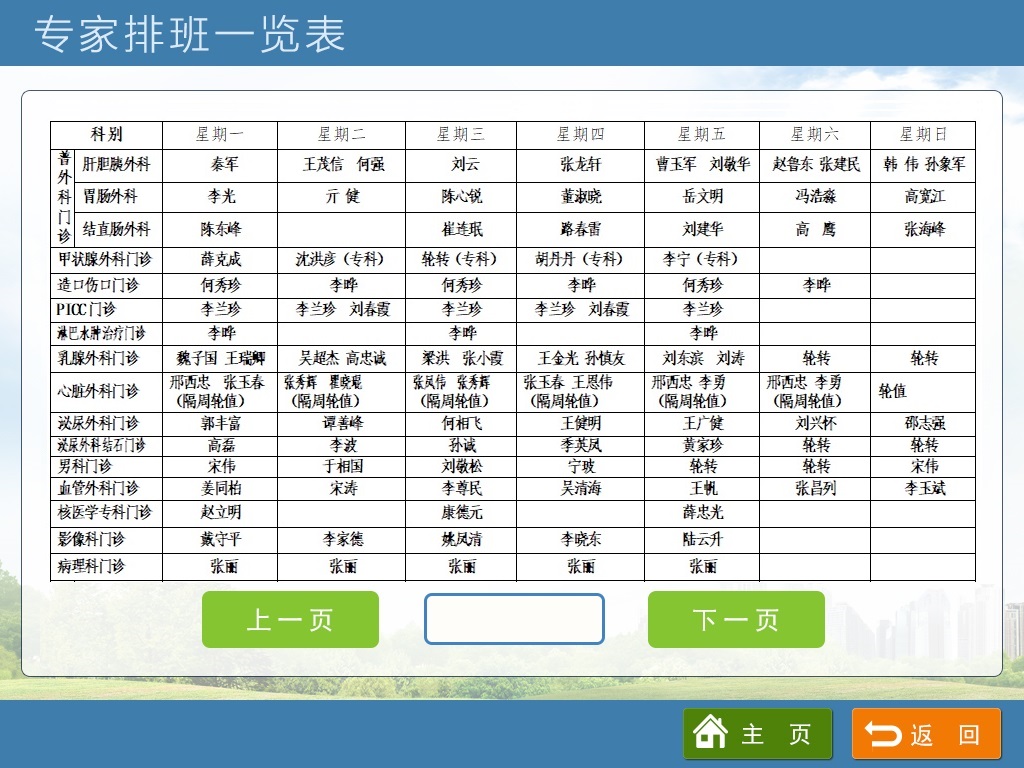 专家排班一览表
科别 星期一 星期二 星期三 星期四 星期五 星期六 星期日
普外科门诊
肝胆胰外科 秦军 王茂信 何强 刘云 张龙轩 曹玉军 刘敬华 赵鲁东 张建民 韩 伟 孙象军
胃肠外科 李光 亓 健 陈心锐 董淑晓 岳文明 冯浩淼 高宽江
结直肠外科 陈东峰 崔连珉 路春雷 刘建华 高 鹰 张海峰
甲状腺外科门诊 薛克成 沈洪彦（专科） 轮转（专科） 胡丹丹（专科） 李宁（专科）
造口伤口门诊 何秀珍 李晔 何秀珍 李晔 何秀珍 李晔
PICC门诊 李兰珍 李兰珍 刘春霞 李兰珍 李兰珍 刘春霞 李兰珍
淋巴水肿治疗门诊 李晔 李晔 李晔
乳腺外科门诊 魏子国 王瑞卿 吴超杰 高忠诚 梁洪 张小霞 王金光 孙慎友 刘东滨 刘涛 轮转 轮转
心脏外科门诊 邢西忠 张玉春 张秀辉 瞿晓琨 张凤伟 张秀辉 张玉春 王恩伟 邢西忠 李勇 邢西忠 李勇 轮值
（隔周轮值） （隔周轮值） （隔周轮值） （隔周轮值） （隔周轮值） （隔周轮值）
泌尿外科门诊 郭丰富 谭善峰 何相飞 王健明 王广健 刘兴怀 邵志强
泌尿外科结石门诊 高磊 李波 孙诚 季英凤 黄家珍 轮转 轮转
男科门诊 宋伟 于相国 刘敬松 宁玻 轮转 轮转 宋伟
血管外科门诊 姜同柏 宋涛 李尊民 吴清海 王帆 张昌列 李玉斌
核医学专科门诊 赵立明 康德元 薛忠光
影像科门诊 戴守平 李家德 姚凤清 李晓东 陆云升
病理科门诊 张丽 张丽 张丽 张丽 张丽
上一页 下一页
主 页 返 回